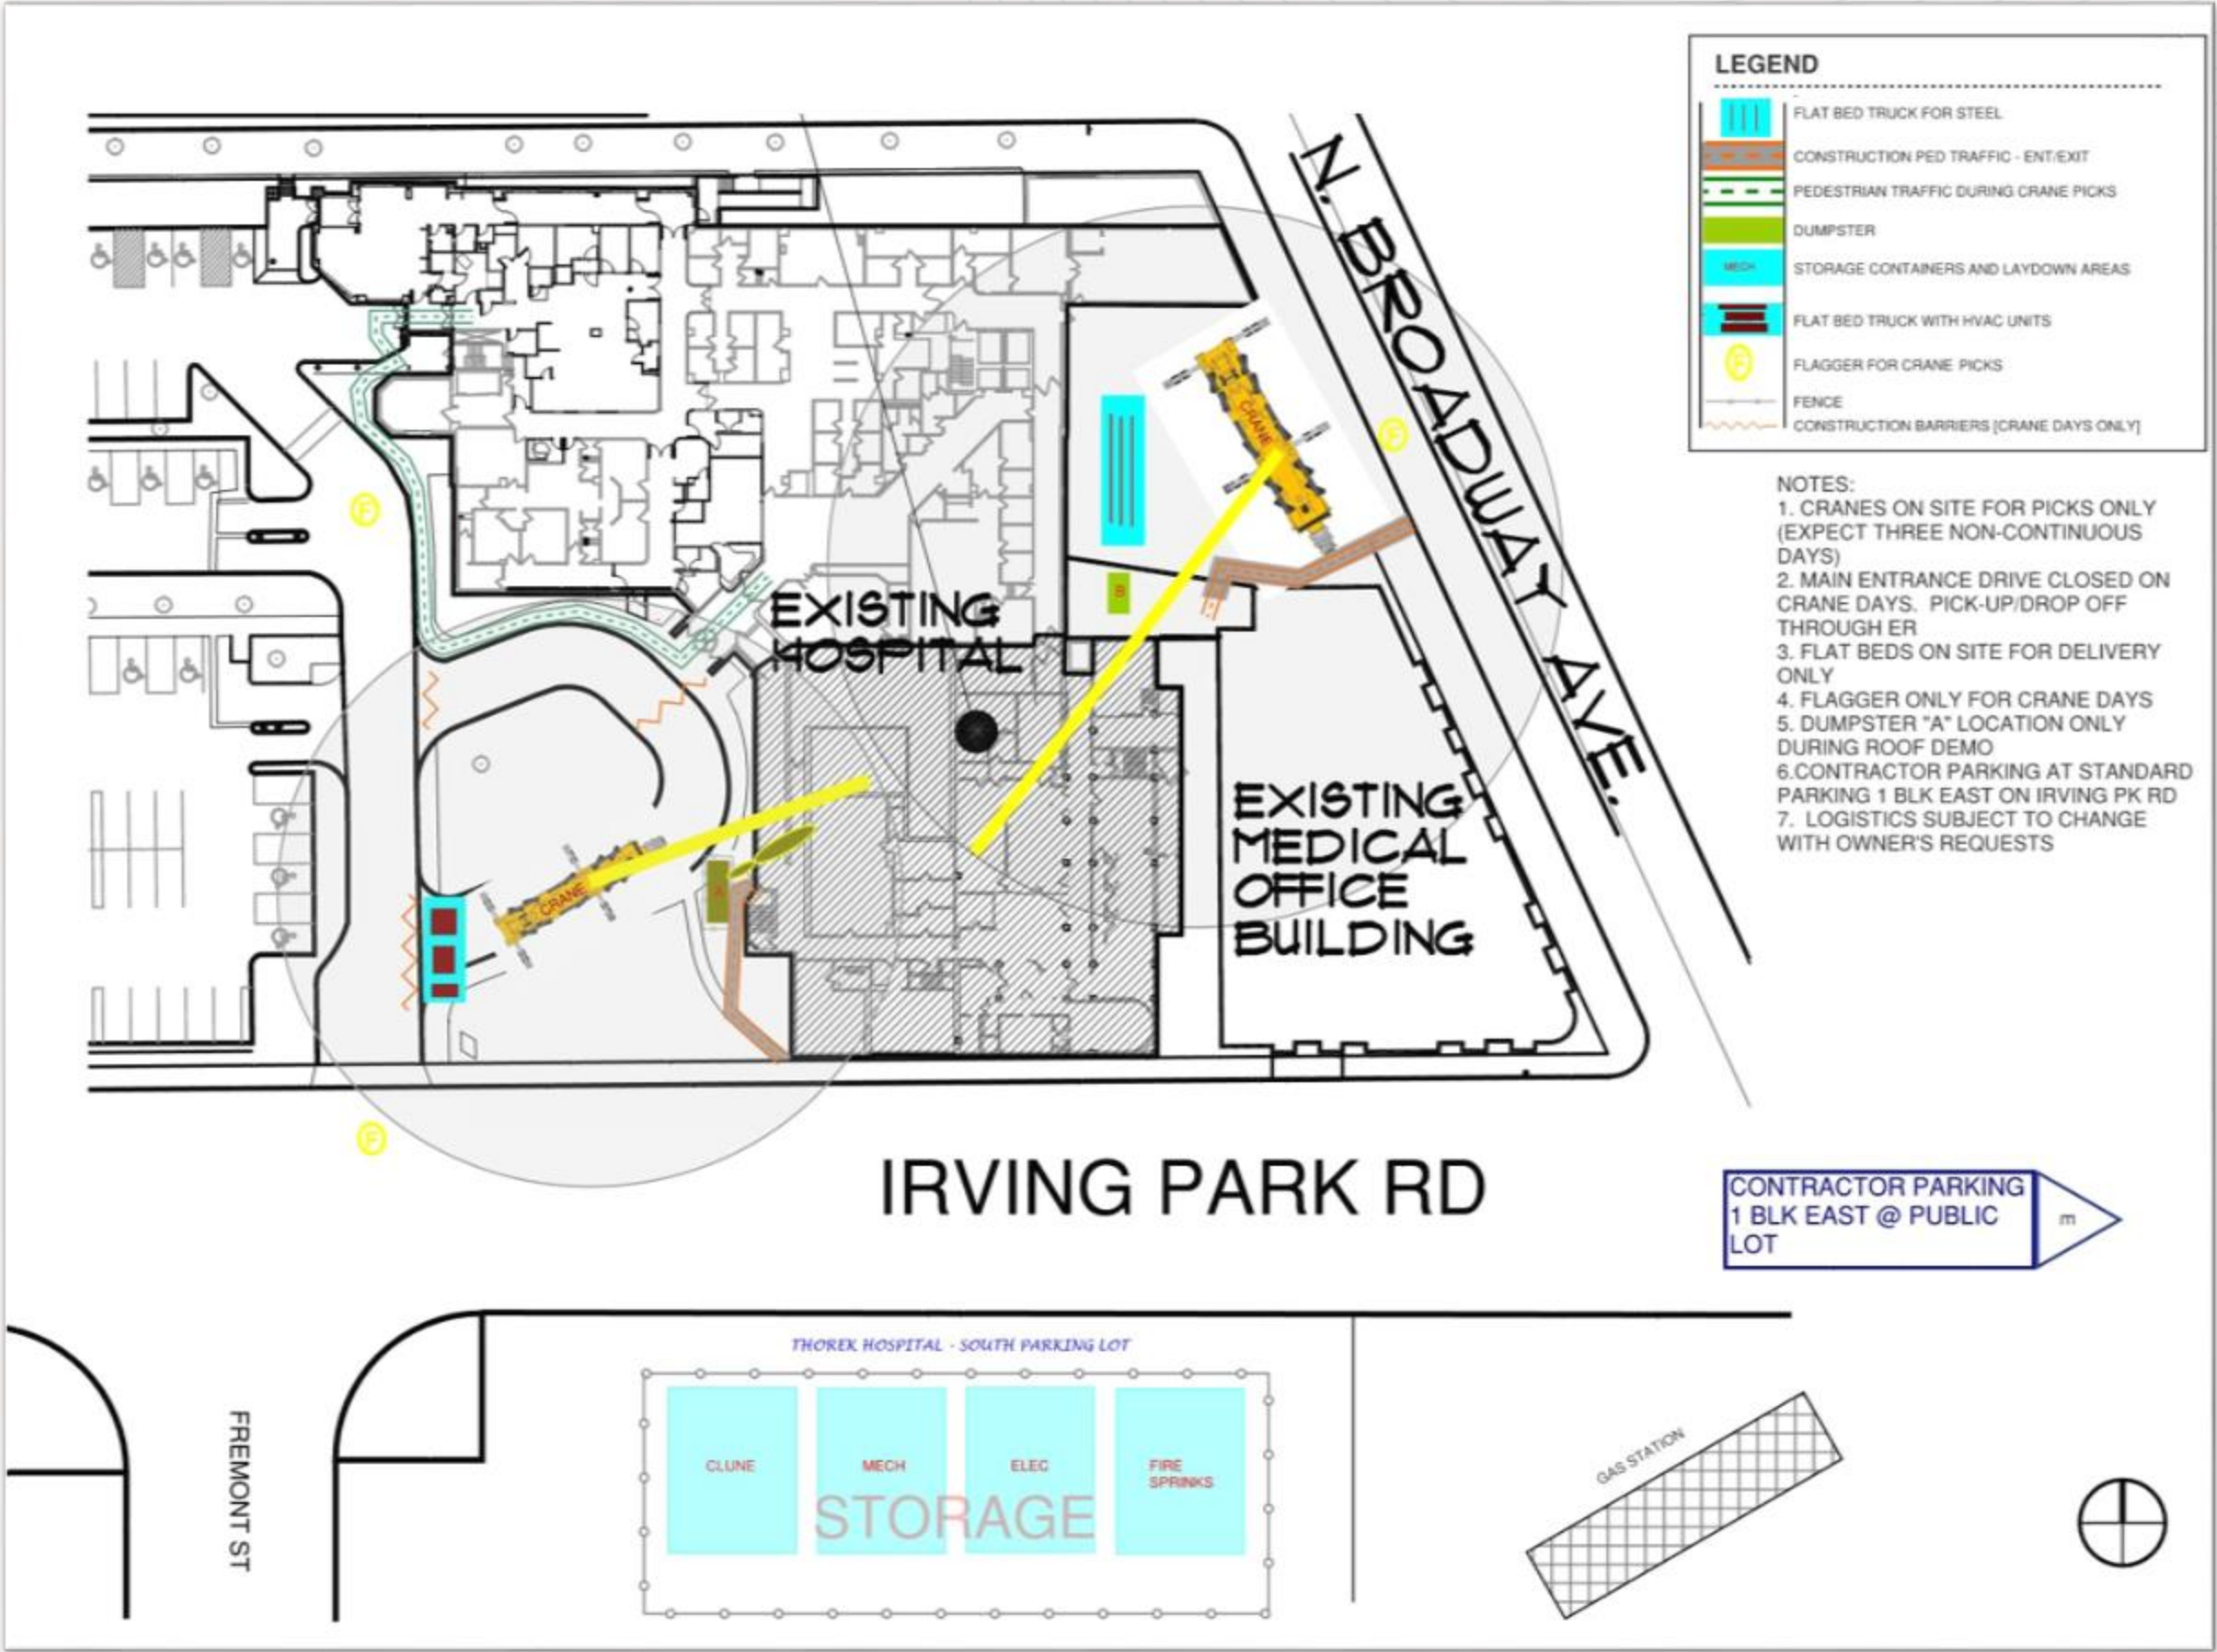 LEGEND
FLAT BED TRUCK FOR STEEL
CONSTRUCTION PED TRAFFIC - ENT/EXIT
PEDESTRIAN TRAFFIC DURING CRANE PICKS
DUMPSTER
MECH
STORAGE CONTAINERS AND LAYDOWN AREAS
FLAT BED TRUCK WITH HVAC UNITS
F
FLAGGER FOR CRANE PICKS
FENCE
CONSTRUCTION BARRIERS [CRANE DAYS ONLY]
NOTES:
1. CRANES ON SITE FOR PICKS ONLY
(EXPECT THREE NON-CONTINUOUS
DAYS)
2. MAIN ENTRANCE DRIVE CLOSED ON
CRANE DAYS. PICK-UP/DROP OFF
THROUGH ER
3. FLAT BEDS ON SITE FOR DELIVERY
ONLY
4. FLAGGER ONLY FOR CRANE DAYS
5. DUMPSTER "A" LOCATION ONLY
DURING ROOF DEMO
6.CONTRACTOR PARKING AT STANDARD
PARKING 1 BLK EAST ON IRVING PK RD
7. LOGISTICS SUBJECT TO CHANGE
WITH OWNER'S REQUESTS
N. BROADWAY AVE.
CRANE
F
F
B
EXISTING
HOSPITAL
EXISTING
MEDICAL
OFFICE
BUILDING
CRANE
A
F
IRVING PARK RD
CONTRACTOR PARKING
1 BLK EAST @ PUBLIC
LOT
E
THOREK HOSPITAL - SOUTH PARKING LOT
CLUNE
MECH
ELEC
FIRE
SPRINKS
STORAGE
FREMONT ST
GAS STATION